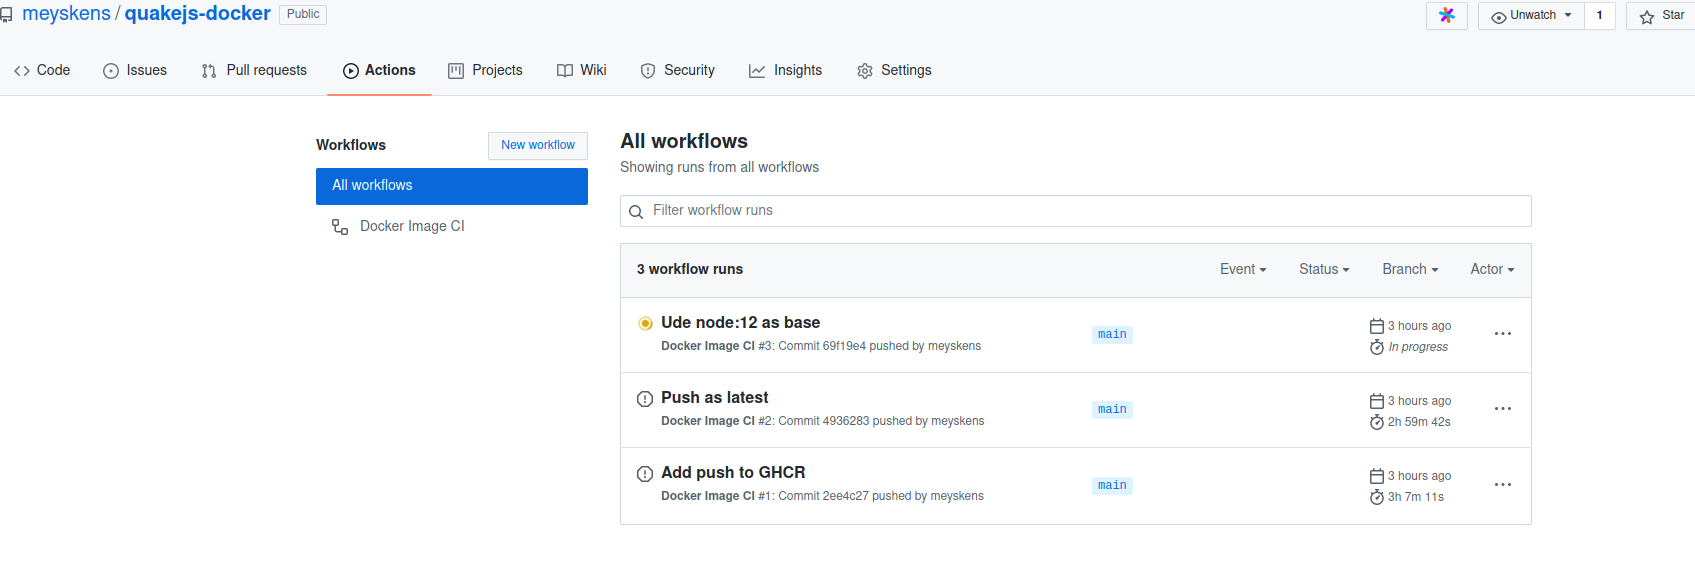 meyskens / quakejs-docker Public
Unwatch 1 Star
Code Issues Pull requests Actions Projects Wiki Security Insights Settings
Workflows
New workflow
All workflows
Docker Image CI
All workflows
Showing runs from all workflows
Filter workflow runs
3 workflow runs Event Status Branch Actor
Ude node:12 as base
Docker Image CI #3: Commit 69f19e4 pushed by meyskens
main
3 hours ago
In progress
Push as latest
Docker Image CI #2: Commit 4936283 pushed by meyskens
main
3 hours ago
2h 59m 42s
Add push to GHCR
Docker Image CI #1: Commit 2ee4c27 pushed by meyskens
main
3 hours ago
3h 7m 11s